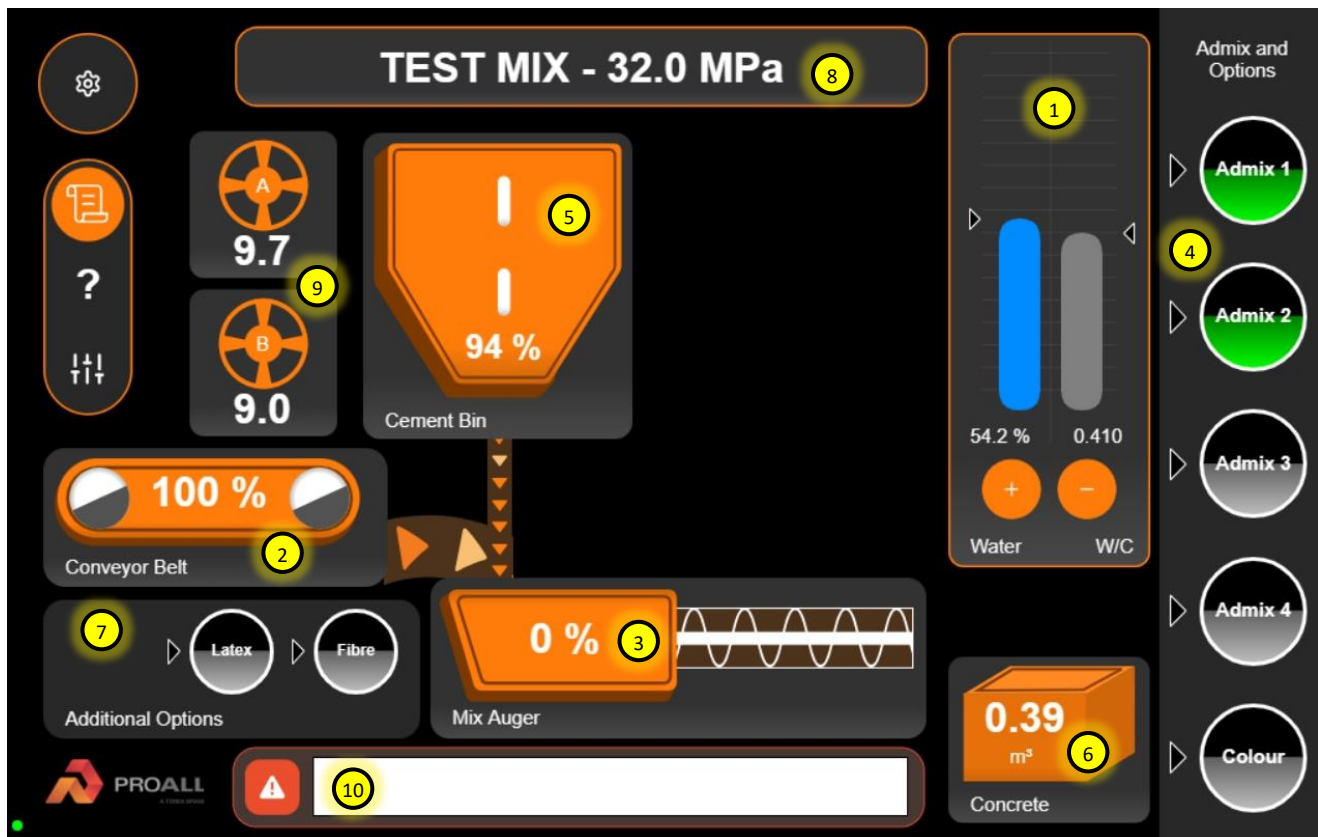 TEST MIX - 32.0 MPa
8
1
Admix and
Options
A
9.7
9
B
9.0
5
94 %
Cement Bin
?
Admix 1
4
Admix 2
Admix 3
Admix 4
Colour
54.2 %
0.410
+
−
Water
W/C
100 %
2
Conveyor Belt
7
Latex
Fibre
Additional Options
0 %
3
Mix Auger
0.39
m³
6
Concrete
PROALL
10